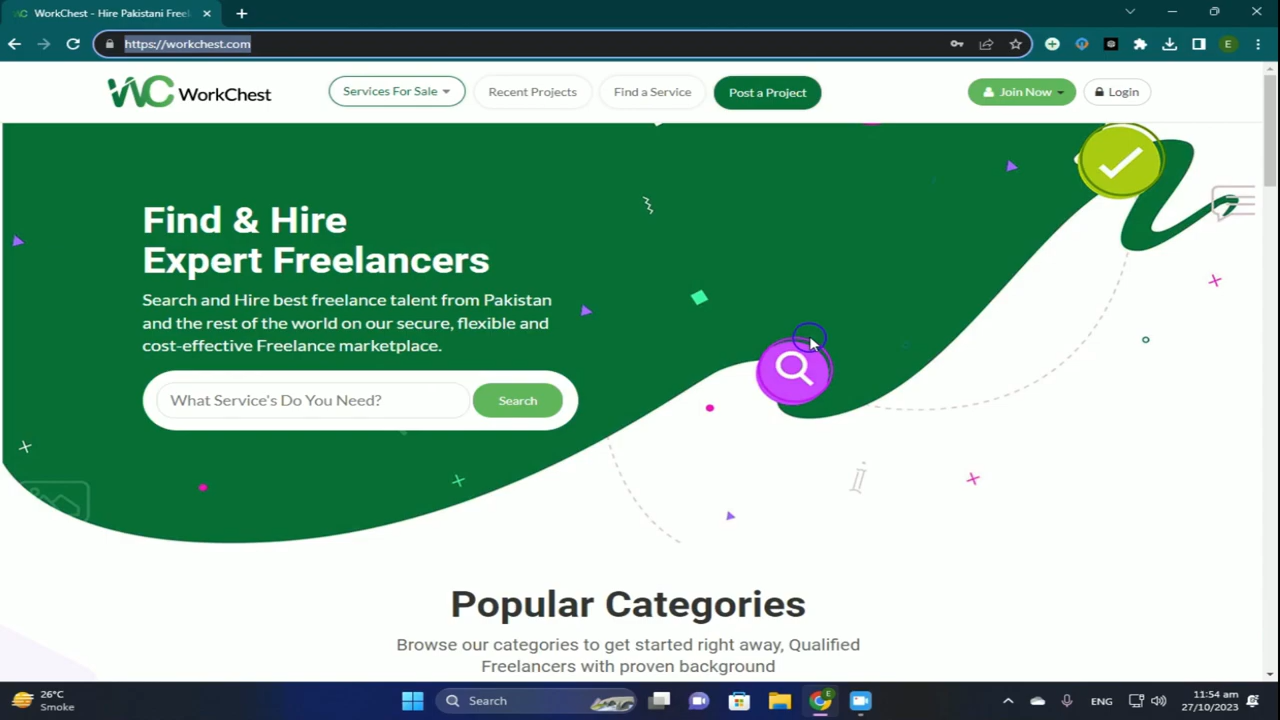 WorkChest - Hire Pakistani Freel
https://workchest.com
E
WC WorkChest
Services For Sale
Recent Projects
Find a Service
Post a Project
Join Now
Login
Find & Hire
Expert Freelancers
Search and Hire best freelance talent from Pakistan
and the rest of the world on our secure, flexible and
cost-effective Freelance marketplace.
What Service's Do You Need?
Search
Popular Categories
Browse our categories to get started right away, Qualified
Freelancers with proven background
26°C
Smoke
Search
ENG
11:54 am
27/10/2023